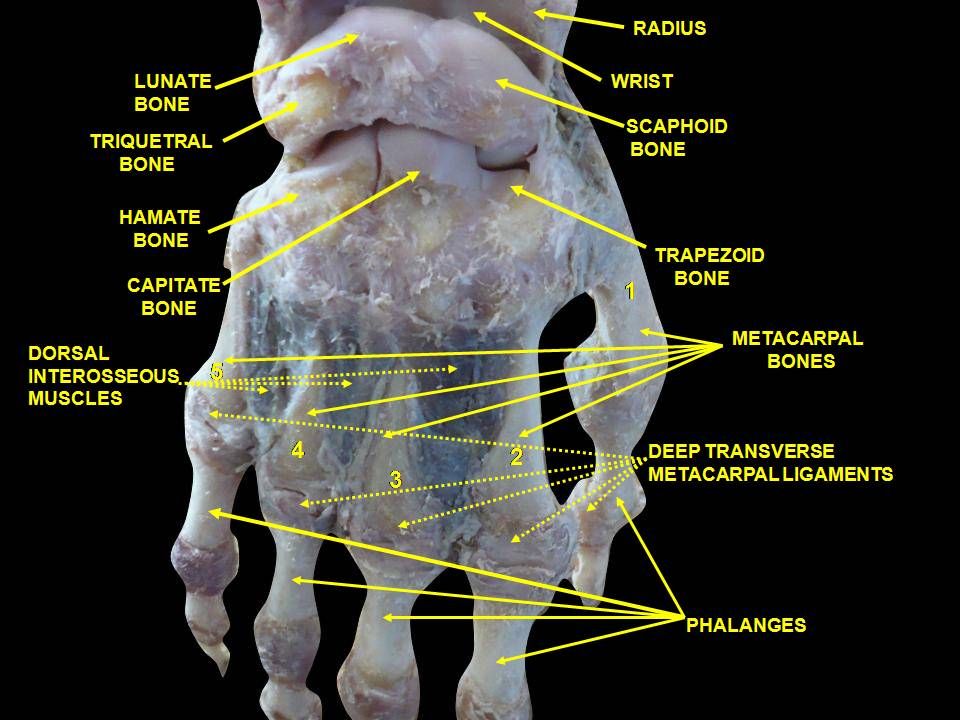 RADIUS
LUNATE
BONE
WRIST
SCAPHOID
BONE
TRIQUETRAL
BONE
HAMATE
BONE
TRAPEZOID
BONE
CAPITATE
BONE
1
METACARPAL
BONES
DORSAL
INTEROSSEOUS
MUSCLES
5
4
2
3
DEEP TRANSVERSE
METACARPAL LIGAMENTS
PHALANGES